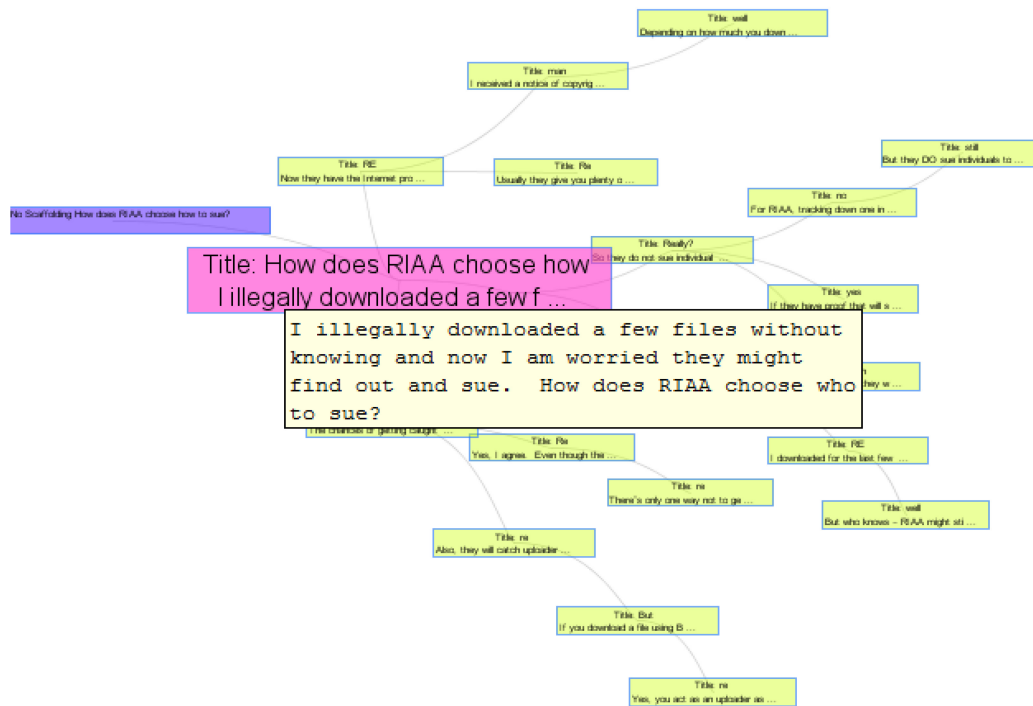 Title: well
Depending on how much you down ...
Title: man
I received a notice of copyrig ...
Title: still
But they DO sue individuals to ...
Title: RE
Now they have the Internet pro ...
Title: Re
Usually they give you plenty o ...
Title: no
For RIAA, tracking down one in ...
No Scaffolding How does RIAA choose how to sue?
Title: Really?
So they do not sue individual ...
Title: How does RIAA choose how
I illegally downloaded a few f ...
Title: yes
If they have proof that will s ...
I illegally downloaded a few files without
knowing and now I am worried they might
find out and sue.  How does RIAA choose who
to sue?
they w ...
The chances of getting caught ...
Title: Re
Yes, I agree.  Even though the ...
Title: RE
I downloaded for the last few ...
Title: re
There's only one way not to ge ...
Title: well
But who knows – RIAA might sti ...
Title: re
Also, they will catch uploader ...
Title: But
If you download a file using B ...
Title: re
Yes, you act as an uploader as ...